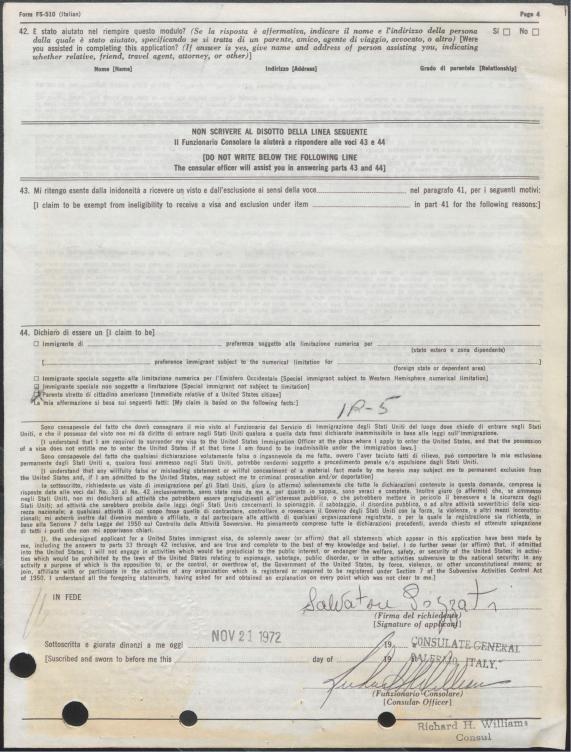 Form FS-510 (Italian) Page 4
42. E stato aiutato nel riempire questo modulo? (Se la risposta è affermativa, indicare il nome e l'indirizzo della persona Sí ☐ No ☐
dalla quale è stato aiutato, specificando se si tratta di un parente, amico, agente di viaggio, avvocato, o altro) [Were
you assisted in completing this application? (If answer is yes, give name and address of person assisting you, indicating
whether relative, friend, travel agent, attorney, or other)]
Nome [Name] Indirizzo [Address] Grado di parentela [Relationship]
NON SCRIVERE AL DISOTTO DELLA LINEA SEGUENTE
Il Funzionario Consolare la aiuterà a rispondere alle voci 43 e 44
[DO NOT WRITE BELOW THE FOLLOWING LINE
The consular officer will assist you in answering parts 43 and 44]
43. Mi ritengo esente dalla inidoneità a ricevere un visto e dall'esclusione ai sensi della voce nel paragrafo 41, per i seguenti motivi:
[I claim to be exempt from ineligibility to receive a visa and exclusion under item in part 41 for the following reasons:]
44. Dichiaro di essere un [I claim to be]
☐ Immigrante di preferenza soggetto alla limitazione numerica per
(stato estero o zona dipendente)
[ preference immigrant subject to the numerical limitation for ]
(foreign state or dependent area)
☐ Immigrante speciale soggetto alla limitazione numerica per l'Emisfero Occidentale [Special immigrant subject to Western Hemisphere numerical limitation]
☐ Immigrante speciale non soggetto a limitazione [Special immigrant not subject to limitation]
Parente stretto di cittadino americano [Immediate relative of a United States citizen]
La mia affermazione si basa sui seguenti fatti: [My claim is based on the following facts:]
IR-5
Sono consapevole del fatto che dovrò consegnare il mio visto al Funzionario del Servizio di Immigrazione degli Stati Uniti del luogo dove chiedo di entrare negli Stati
Uniti, e che il possesso del visto non mi dà diritto di entrare negli Stati Uniti qualora a quella data fossi dichiarato inammissibile in base alle leggi sull'immigrazione.
[I understand that I am required to surrender my visa to the United States Immigration Officer at the place where I apply to enter the United States, and that the possession
of a visa does not entitle me to enter the United States if at that time I am found to be inadmissible under the immigration laws.]
Sono consapevole del fatto che qualsiasi dichiarazione volutamente falsa o ingannevole da me fatta, ovvero l'aver taciuto fatti di rilievo, può comportare la mia esclusione
permanente dagli Stati Uniti e, qualora fossi ammesso negli Stati Uniti, potrebbe rendermi soggetto a procedimento penale e/o espulsione dagli Stati Uniti.
[I understand that any willfully false or misleading statement or willful concealment of a material fact made by me herein may subject me to permanent exclusion from
the United States and, if I am admitted to the United States, may subject me to criminal prosecution and/or deportation]
Io sottoscritto, richiedente un visto di immigrazione per gli Stati Uniti, giuro (o affermo) solennemente che tutte le dichiarazioni contenute in questa domanda, comprese le
risposte date alle voci dal No. 33 al No. 42 inclusivamente, sono state rese da me e, per quanto io sappia, sono veraci e complete. Inoltre giuro (o affermo) che, se ammesso
negli Stati Uniti, non mi dedicherò ad attività che potrebbero essere pregiudizievoli all'interesse pubblico, o che potrebbero mettere in pericolo il benessere o la sicurezza degli
Stati Uniti; ad attività che sarebbero proibite dalle leggi degli Stati Uniti concernenti lo spionaggio, il sabotaggio, il disordine pubblico, o ad altre attività sovvertitrici della sicu-
rezza nazionale; a qualsiasi attività il cui scopo fosse quello di contrastare, controllare o rovesciare il Governo degli Stati Uniti con la forza, la violenza, o altri mezzi incostitu-
zionali; nè intendo inoltre mai divenire membro e affiliato, o dal partecipare alle attività di qualsiasi organizzazione registrata, o per la quale la registrazione sia richiesta, in
base alla Sezione 7 della Legge del 1950 sul Controllo delle Attività Sovversive. Ho pienamente compreso tutte le dichiarazioni precedenti, avendo chiesto ed ottenuto spiegazione
di tutti i punti che non mi apparivano chiari.
[I, the undersigned applicant for a United States immigrant visa, do solemnly swear (or affirm) that all statements which appear in this application have been made by
me, including the answers to parts 33 through 42 inclusive, and are true and complete to the best of my knowledge and belief. I do further swear (or affirm) that, if admitted
into the United States, I will not engage in activities which would be prejudicial to the public interest, or endanger the welfare, safety, or security of the United States; in activi-
ties which would be prohibited by the laws of the United States relating to espionage, sabotage, public disorder, or in other activities subversive to the national security; in any
activity a purpose of which is the opposition to, or the control, or overthrow of, the Government of the United States, by force, violence, or other unconstitutional means; or
join, affiliate with or participate in the activities of any organization which is registered or required to be registered under Section 7 of the Subversive Activities Control Act
of 1950. I understand all the foregoing statements, having asked for and obtained an explanation on every point which was not clear to me.]
IN FEDE
Salvatore
(Firma del richiedente)
[Signature of applicant]
Sottoscritta e giurata dinanzi a me oggi NOV 21 1972 19 CONSULATE GENERAL
[Suscribed and sworn to before me this day of 19 PALERMO ITALY,
Richard H. Williams
(Funzionario Consolare)
[Consular Officer]
Richard H. Williams
Consul